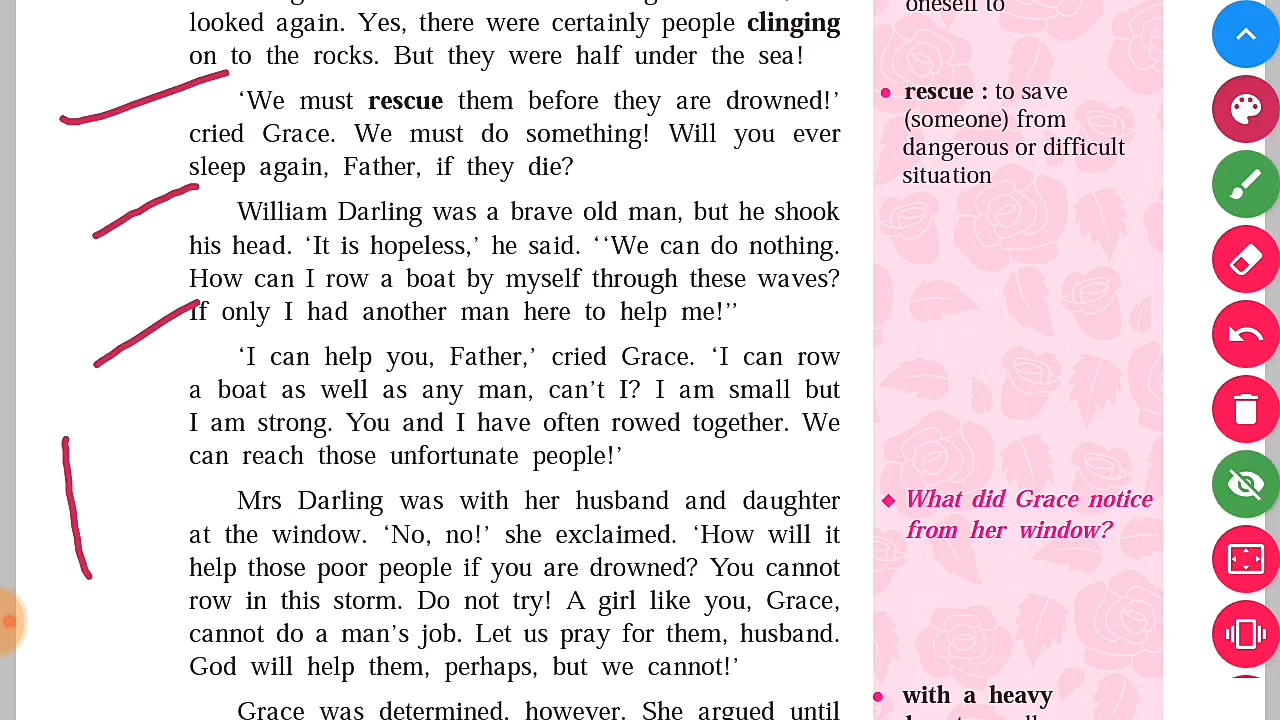 looked again. Yes, there were certainly people clinging
on to the rocks. But they were half under the sea!
‘We must rescue them before they are drowned!’
cried Grace. We must do something! Will you ever
sleep again, Father, if they die?
William Darling was a brave old man, but he shook
his head. ‘It is hopeless,’ he said. ‘‘We can do nothing.
How can I row a boat by myself through these waves?
If only I had another man here to help me!’’
‘I can help you, Father,’ cried Grace. ‘I can row
a boat as well as any man, can’t I? I am small but
I am strong. You and I have often rowed together. We
can reach those unfortunate people!’
Mrs Darling was with her husband and daughter
at the window. ‘No, no!’ she exclaimed. ‘How will it
help those poor people if you are drowned? You cannot
row in this storm. Do not try! A girl like you, Grace,
cannot do a man’s job. Let us pray for them, husband.
God will help them, perhaps, but we cannot!’
Grace was determined, however. She argued until
oneself to
rescue : to save
(someone) from
dangerous or difficult
situation
What did Grace notice
from her window?
with a heavy